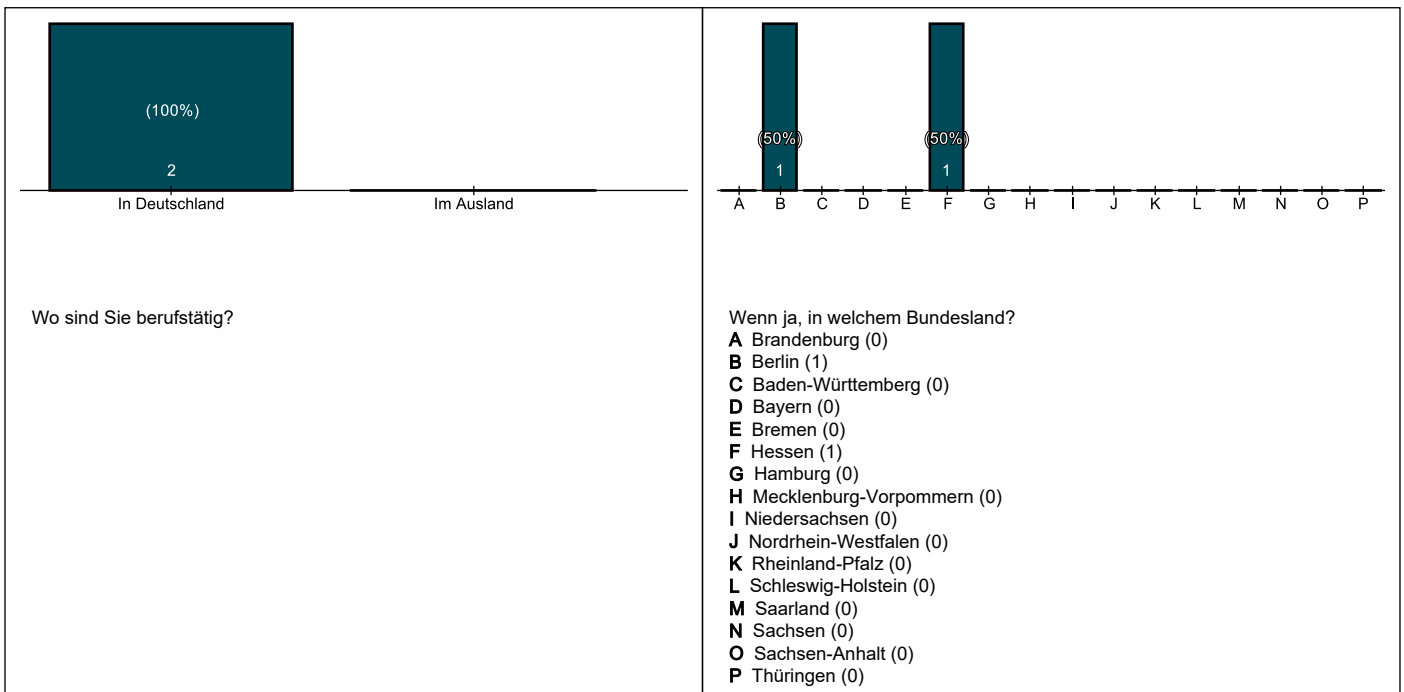 (100%)
2
In Deutschland Im Ausland
Wo sind Sie berufstätig?
(50%) (50%)
1 1
A B C D E F G H I J K L M N O P
Wenn ja, in welchem Bundesland?
A Brandenburg (0)
B Berlin (1)
C Baden-Württemberg (0)
D Bayern (0)
E Bremen (0)
F Hessen (1)
G Hamburg (0)
H Mecklenburg-Vorpommern (0)
I Niedersachsen (0)
J Nordrhein-Westfalen (0)
K Rheinland-Pfalz (0)
L Schleswig-Holstein (0)
M Saarland (0)
N Sachsen (0)
O Sachsen-Anhalt (0)
P Thüringen (0)